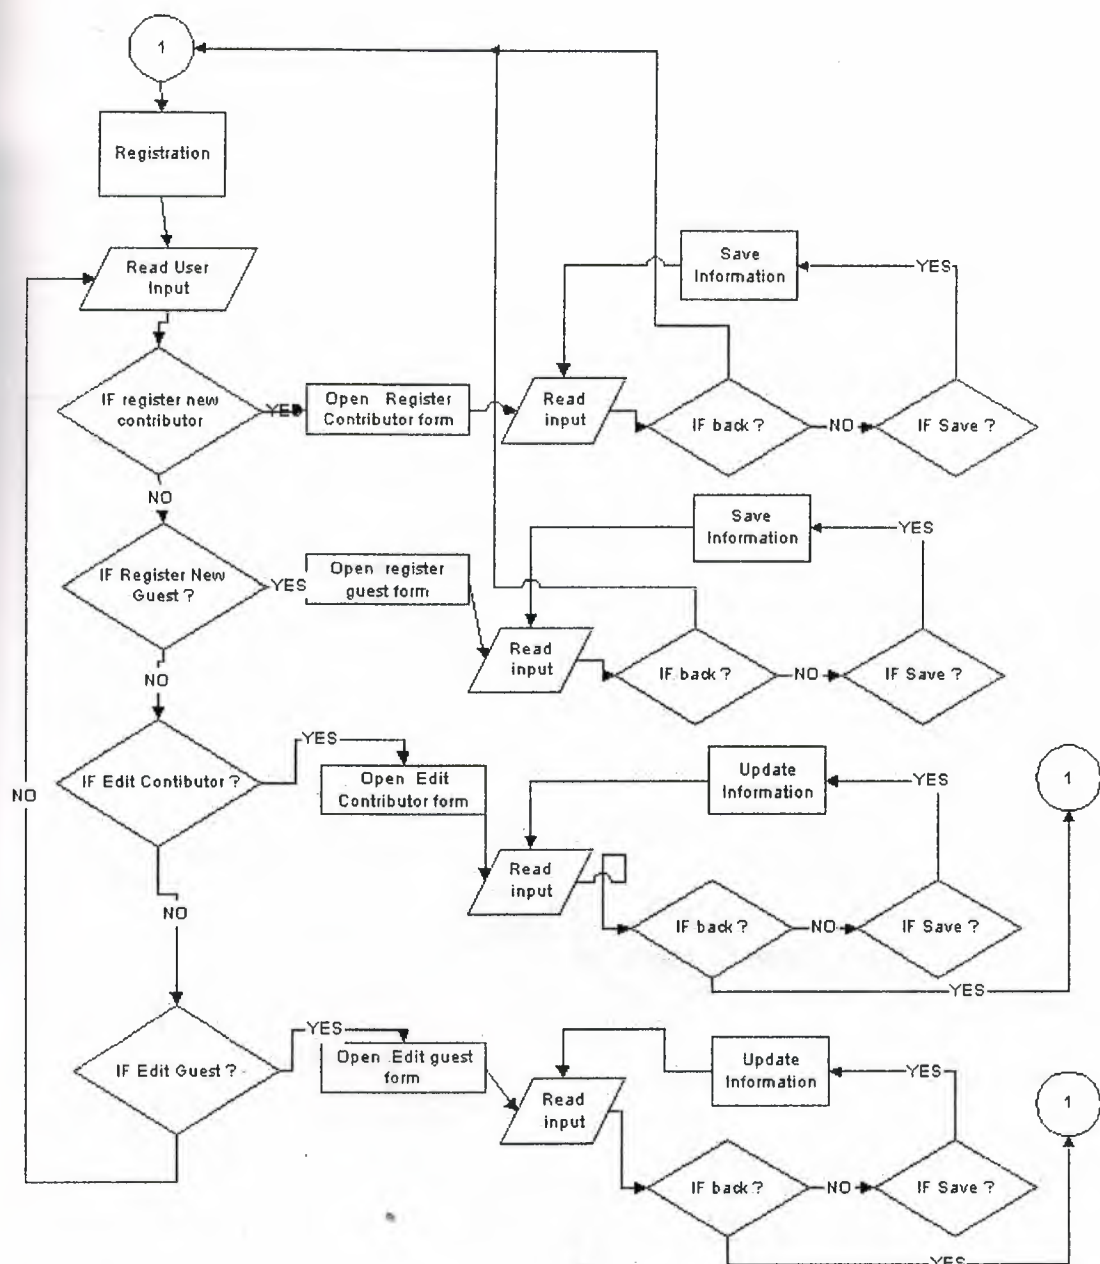 1
Registration
Read User
Input
IF register new
contributor
YES
Open Register
Contributor form
Read
input
IF back ?
NO
IF Save ?
YES
Save
Information
NO
IF Register New
Guest ?
YES
Open register
guest form
Read
input
IF back ?
NO
IF Save ?
YES
Save
Information
NO
IF Edit Contibutor ?
YES
Open Edit
Contributor form
Read
input
IF back ?
NO
IF Save ?
YES
Update
Information
YES
1
NO
NO
IF Edit Guest ?
YES
Open Edit guest
form
Read
input
IF back ?
NO
IF Save ?
YES
Update
Information
YES
1